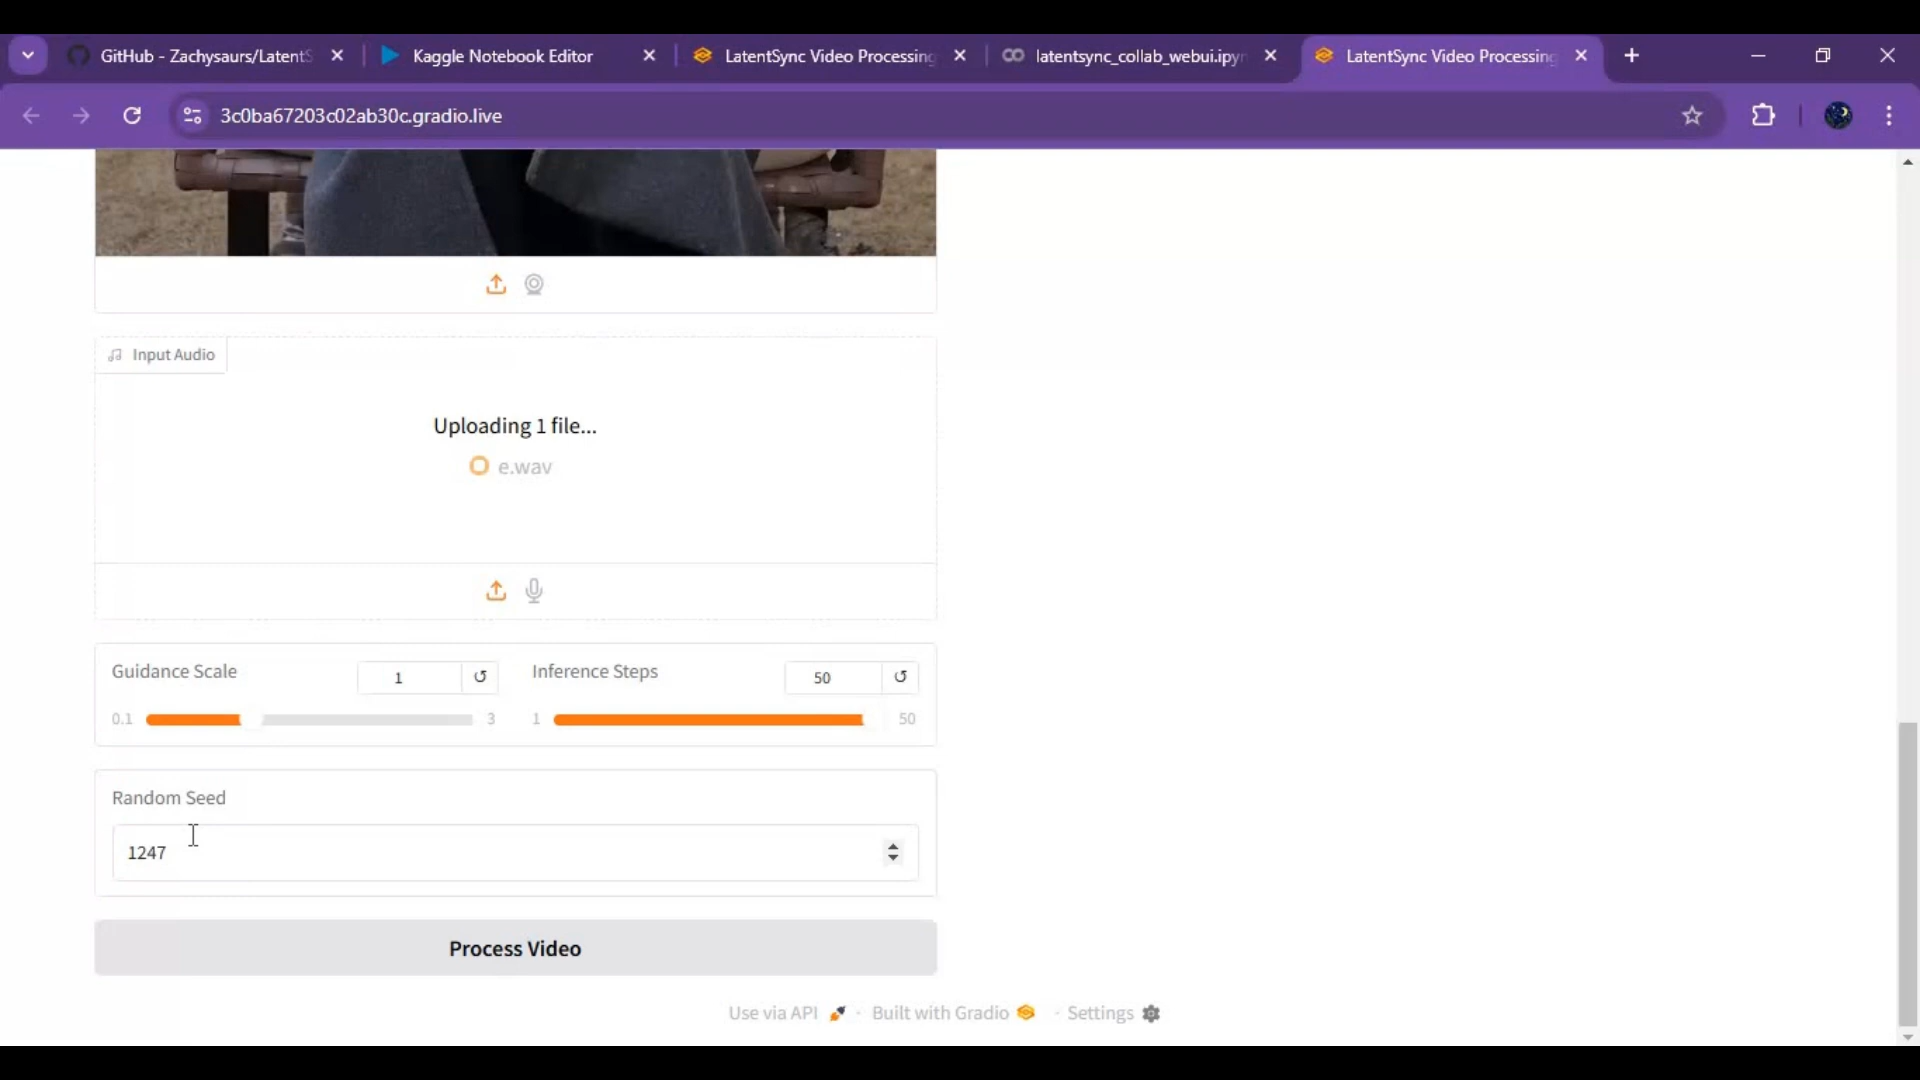 GitHub - Zachysaurs/LatentS
Kaggle Notebook Editor
LatentSync Video Processing
latentsync_collab_webui.ipyn
LatentSync Video Processing
3c0ba67203c02ab30c.gradio.live
Input Audio
Uploading 1 file...
e.wav
Guidance Scale
1
Inference Steps
50
0.1
3
1
50
Random Seed
1247
Process Video
Use via API · Built with Gradio · Settings